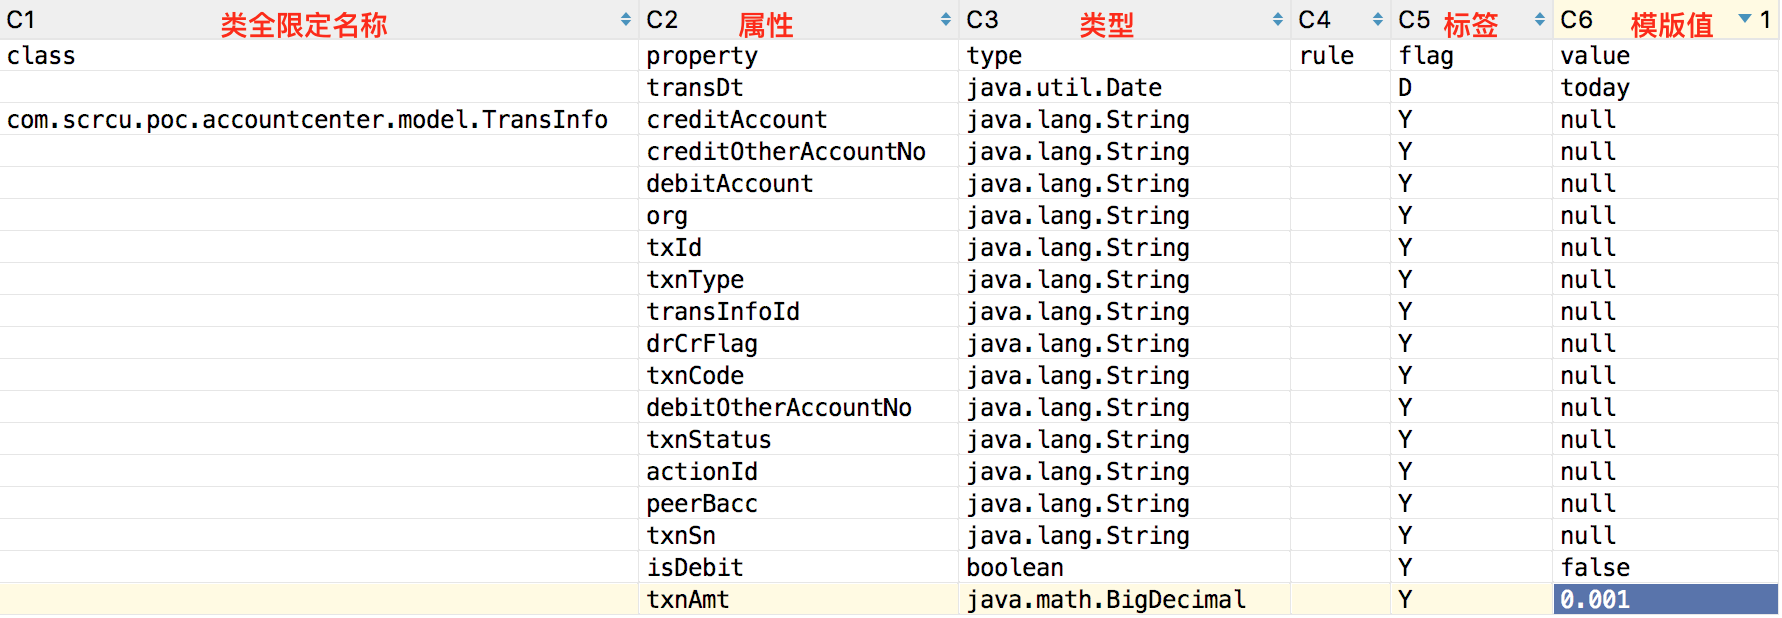 C1 类全限定名称 C2 属性 C3 类型 C4 C5 标签 C6 模版值 1
class property type rule flag value
transDt java.util.Date D today
com.scrcu.poc.accountcenter.model.TransInfo creditAccount java.lang.String Y null
creditOtherAccountNo java.lang.String Y null
debitAccount java.lang.String Y null
org java.lang.String Y null
txId java.lang.String Y null
txnType java.lang.String Y null
transInfoId java.lang.String Y null
drCrFlag java.lang.String Y null
txnCode java.lang.String Y null
debitOtherAccountNo java.lang.String Y null
txnStatus java.lang.String Y null
actionId java.lang.String Y null
peerBacc java.lang.String Y null
txnSn java.lang.String Y null
isDebit boolean Y false
txnAmt java.math.BigDecimal Y 0.001